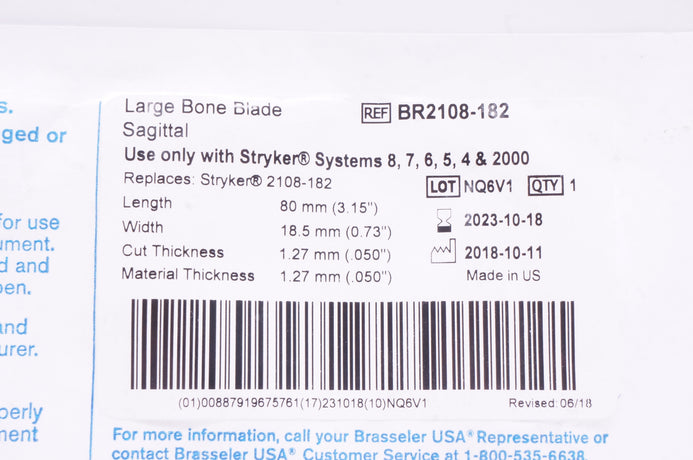 s.
ged or
for use
ument.
d and
pen.
and
urer.
perly
ment
Large Bone Blade
REF BR2108-182
Sagittal
Use only with Stryker® Systems 8, 7, 6, 5, 4 & 2000
Replaces: Stryker® 2108-182
LOT NQ6V1 QTY 1
Length 80 mm (3.15")
2023-10-18
Width 18.5 mm (0.73")
Cut Thickness 1.27 mm (.050")
2018-10-11
Material Thickness 1.27 mm (.050")
Made in US
(01)00887919675761(17)231018(10)NQ6V1
Revised: 06/18
For more information, call your Brasseler USA® Representative or
contact Brasseler USA® Customer Service at 1-800-535-6638.